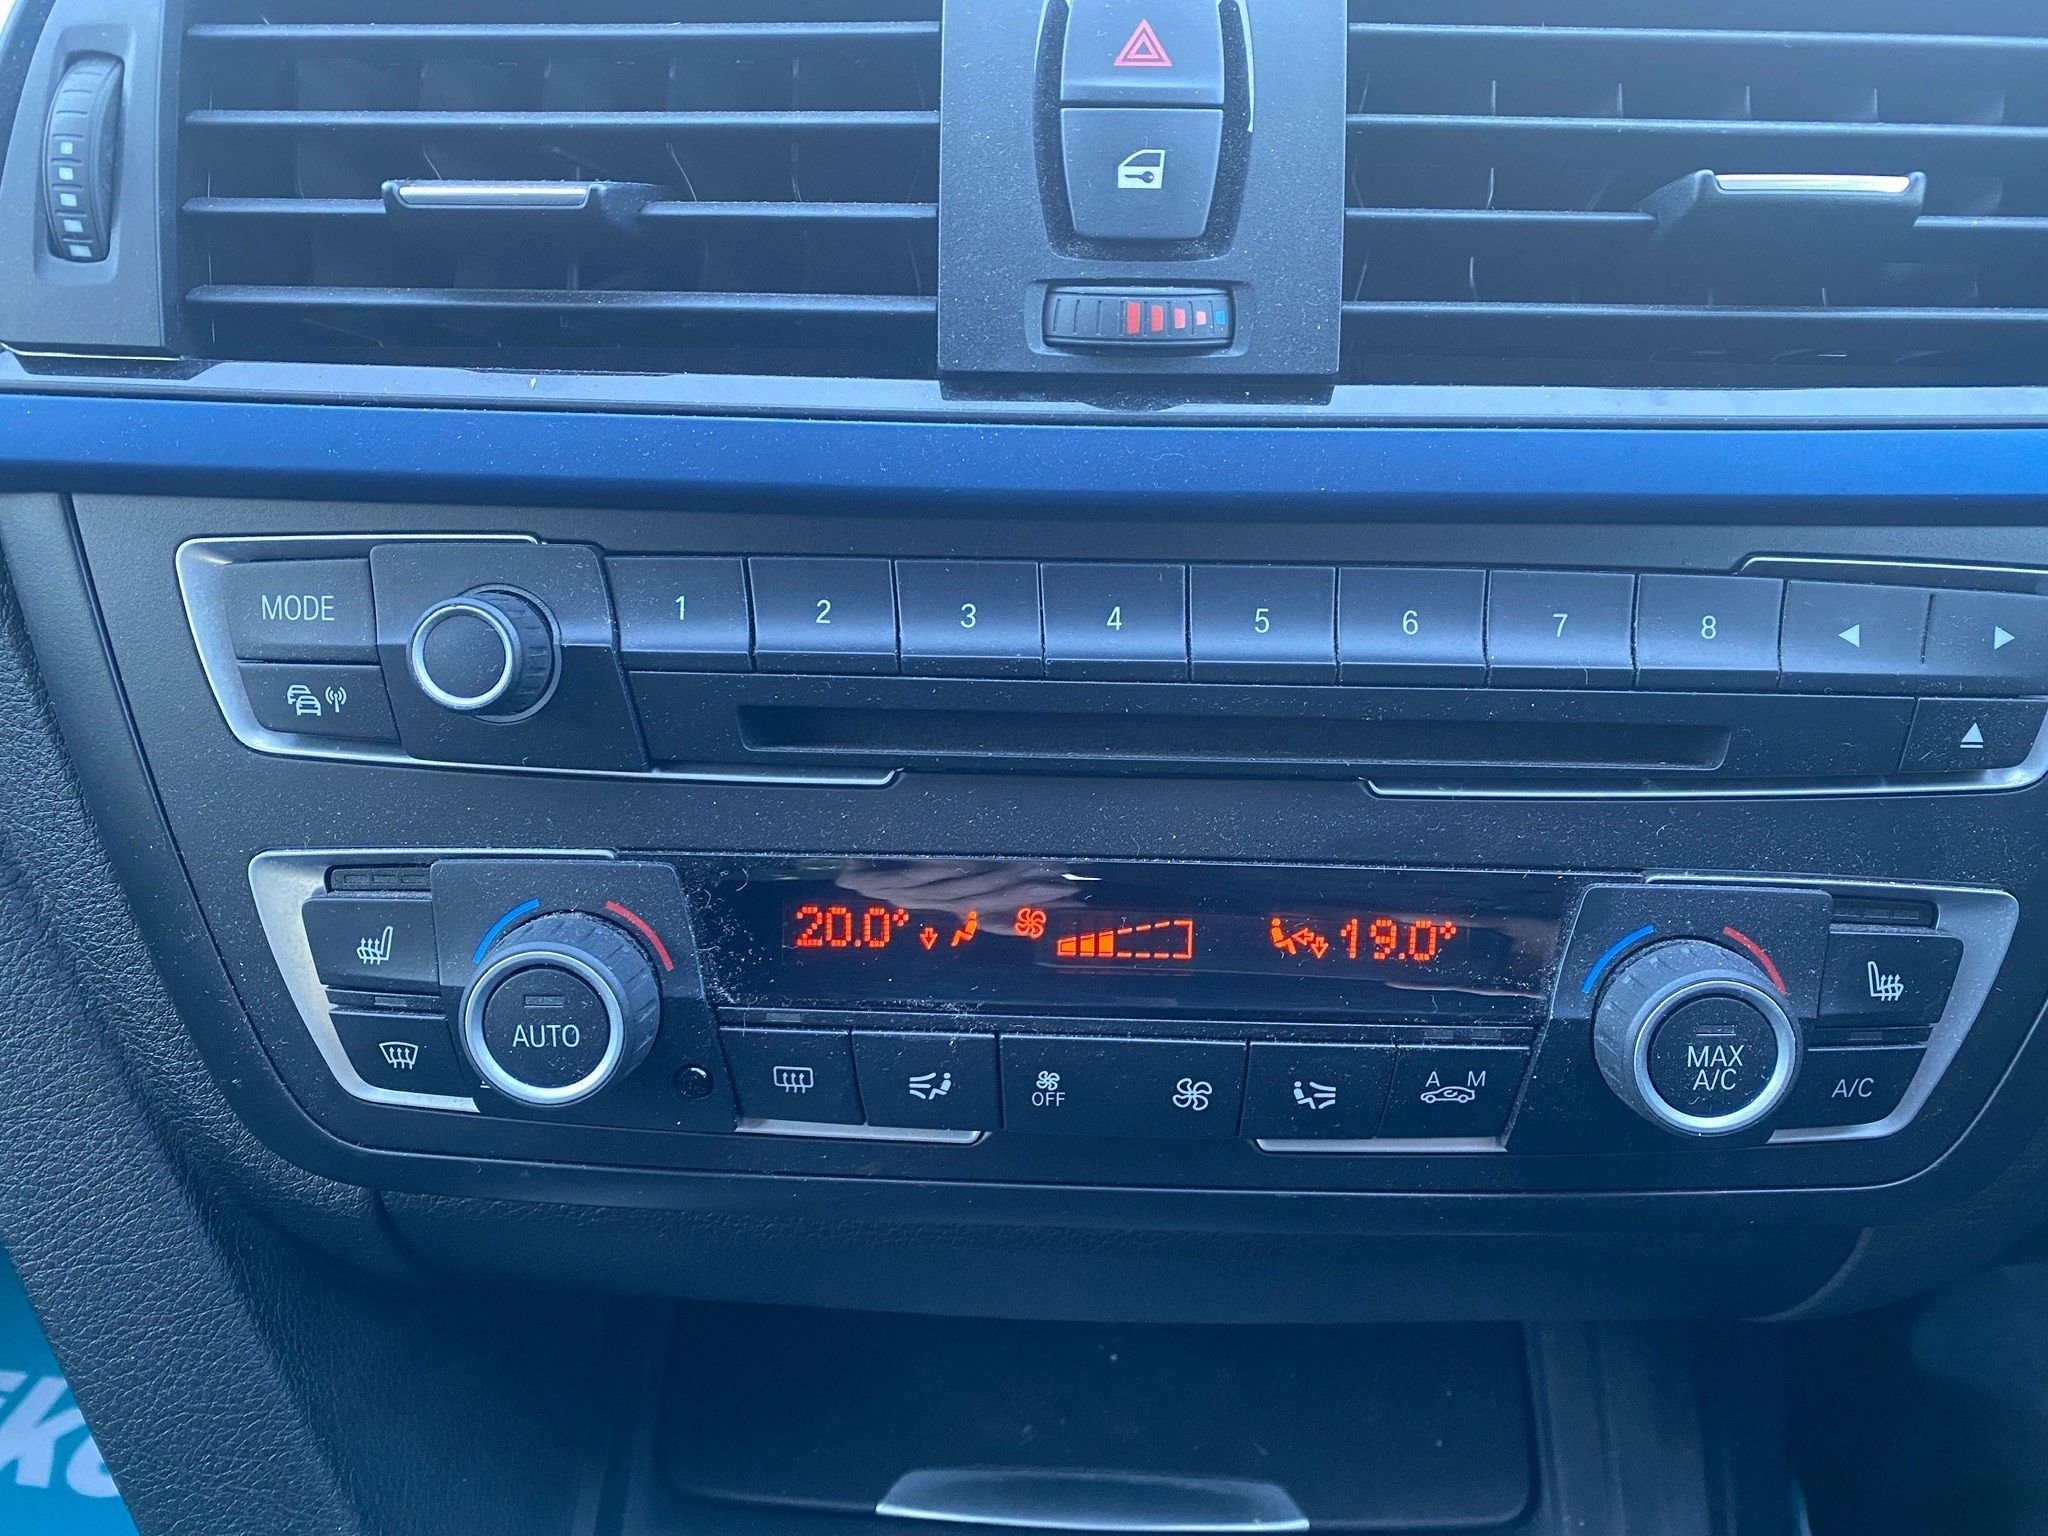 MODE 1 2 3 4 5 6 7 8
20.0° 19.0°
AUTO
MAX
A/C
OFF
A M
A/C